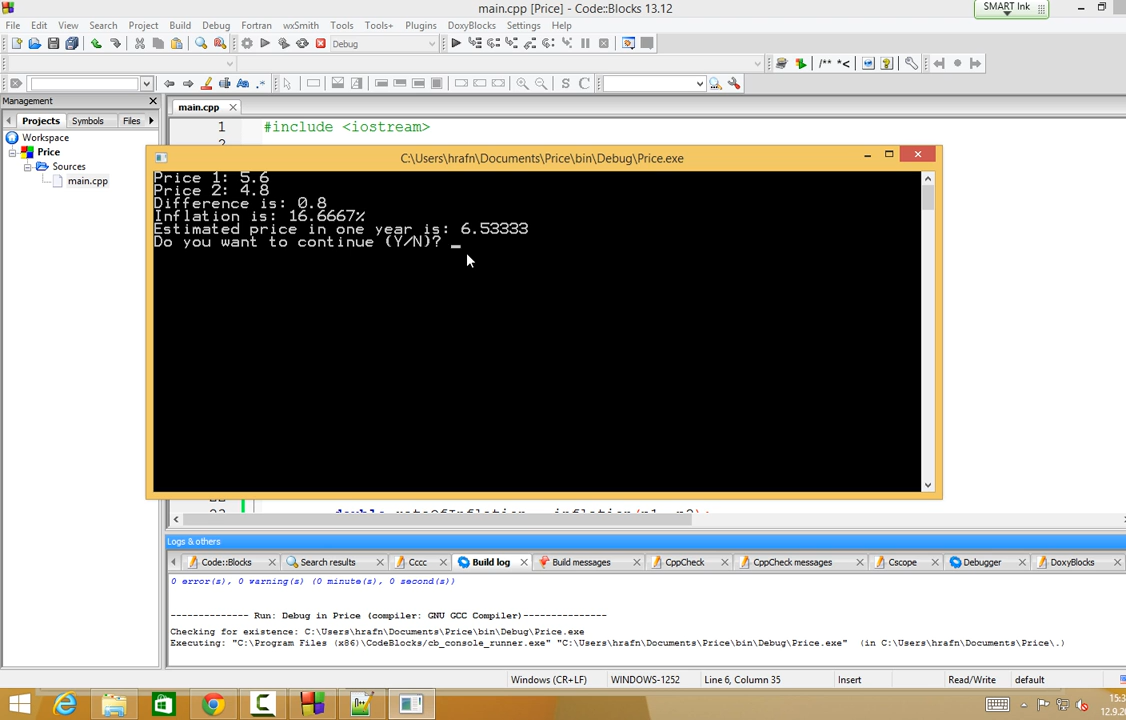 main.cpp [Price] - Code::Blocks 13.12
SMART Ink
File Edit View Search Project Build Debug Fortran wxSmith Tools Tools+ Plugins DoxyBlocks Settings Help
Debug
/** *<
S C
Management
main.cpp
Projects Symbols Files
1 #include <iostream>
2
Workspace
Price
Sources
main.cpp
C:\Users\hrafn\Documents\Price\bin\Debug\Price.exe
Price 1: 5.6
Price 2: 4.8
Difference is: 0.8
Inflation is: 16.6667%
Estimated price in one year is: 6.53333
Do you want to continue (Y/N)? _
Logs & others
Code::Blocks Search results Cccc Build log Build messages CppCheck CppCheck messages Cscope Debugger DoxyBlocks
0 error(s), 0 warning(s) (0 minute(s), 0 second(s))
-------------- Run: Debug in Price (compiler: GNU GCC Compiler)---------------
Checking for existence: C:\Users\hrafn\Documents\Price\bin\Debug\Price.exe
Executing: "C:\Program Files (x86)\CodeBlocks/cb_console_runner.exe" "C:\Users\hrafn\Documents\Price\bin\Debug\Price.exe"  (in C:\Users\hrafn\Documents\Price\.)
Windows (CR+LF) WINDOWS-1252 Line 6, Column 35 Insert Read/Write default